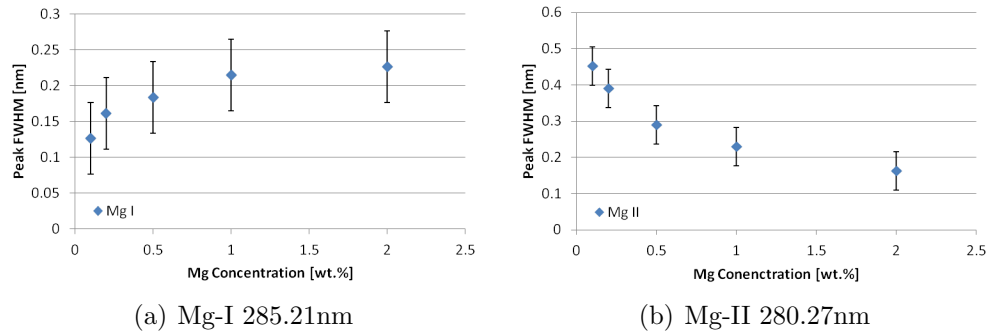 0.3
0.25
0.2
0.15
0.1
0.05
0
Peak FWHM [nm]
Mg I
0 0.5 1 1.5 2 2.5
Mg Concentration [wt.%]
(a) Mg-I 285.21nm
0.6
0.5
0.4
0.3
0.2
0.1
0
Peak FWHM [nm]
Mg II
0 0.5 1 1.5 2 2.5
Mg Conenctration [wt.%]
(b) Mg-II 280.27nm